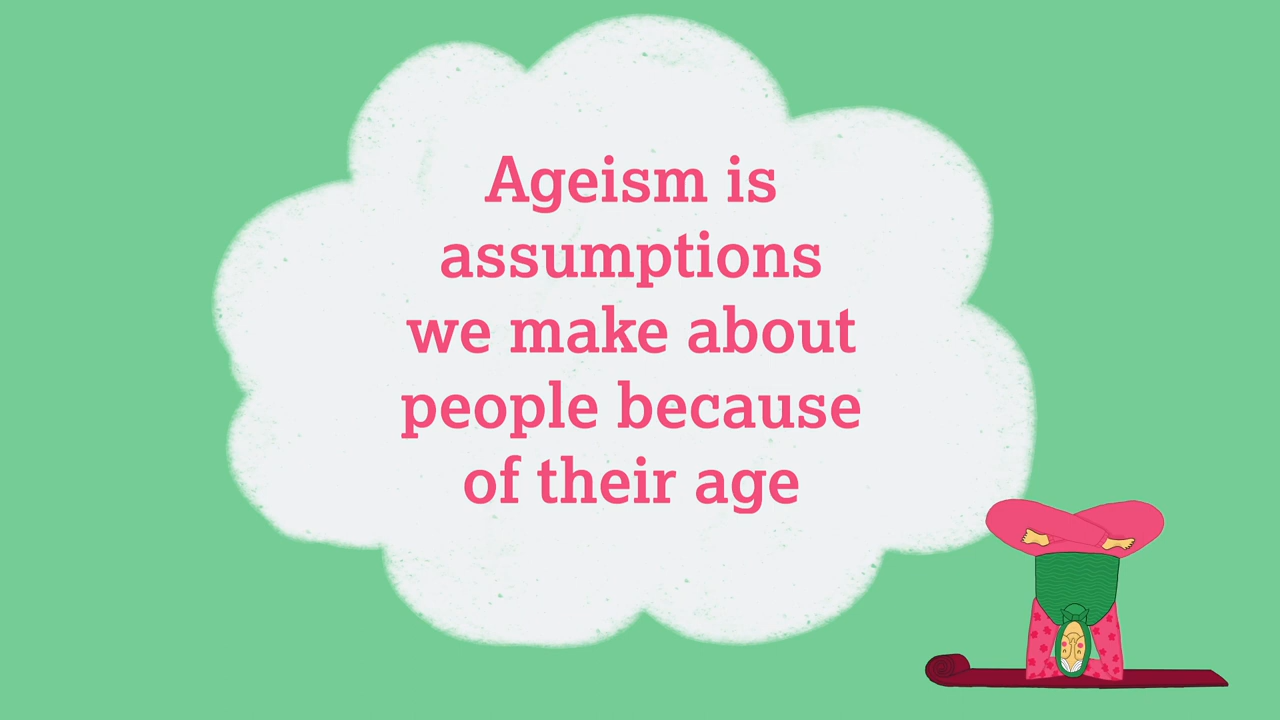 Ageism is
assumptions
we make about
people because
of their age